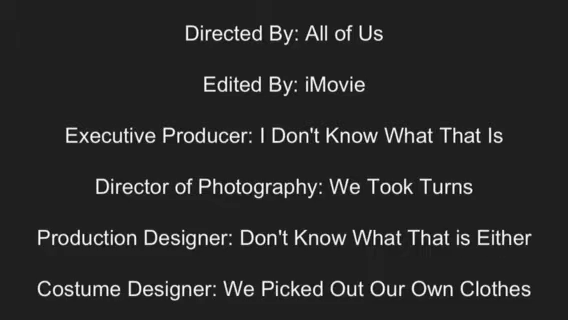 Directed By: All of Us
Edited By: iMovie
Executive Producer: I Don't Know What That Is
Director of Photography: We Took Turns
Production Designer: Don't Know What That is Either
Costume Designer: We Picked Out Our Own Clothes